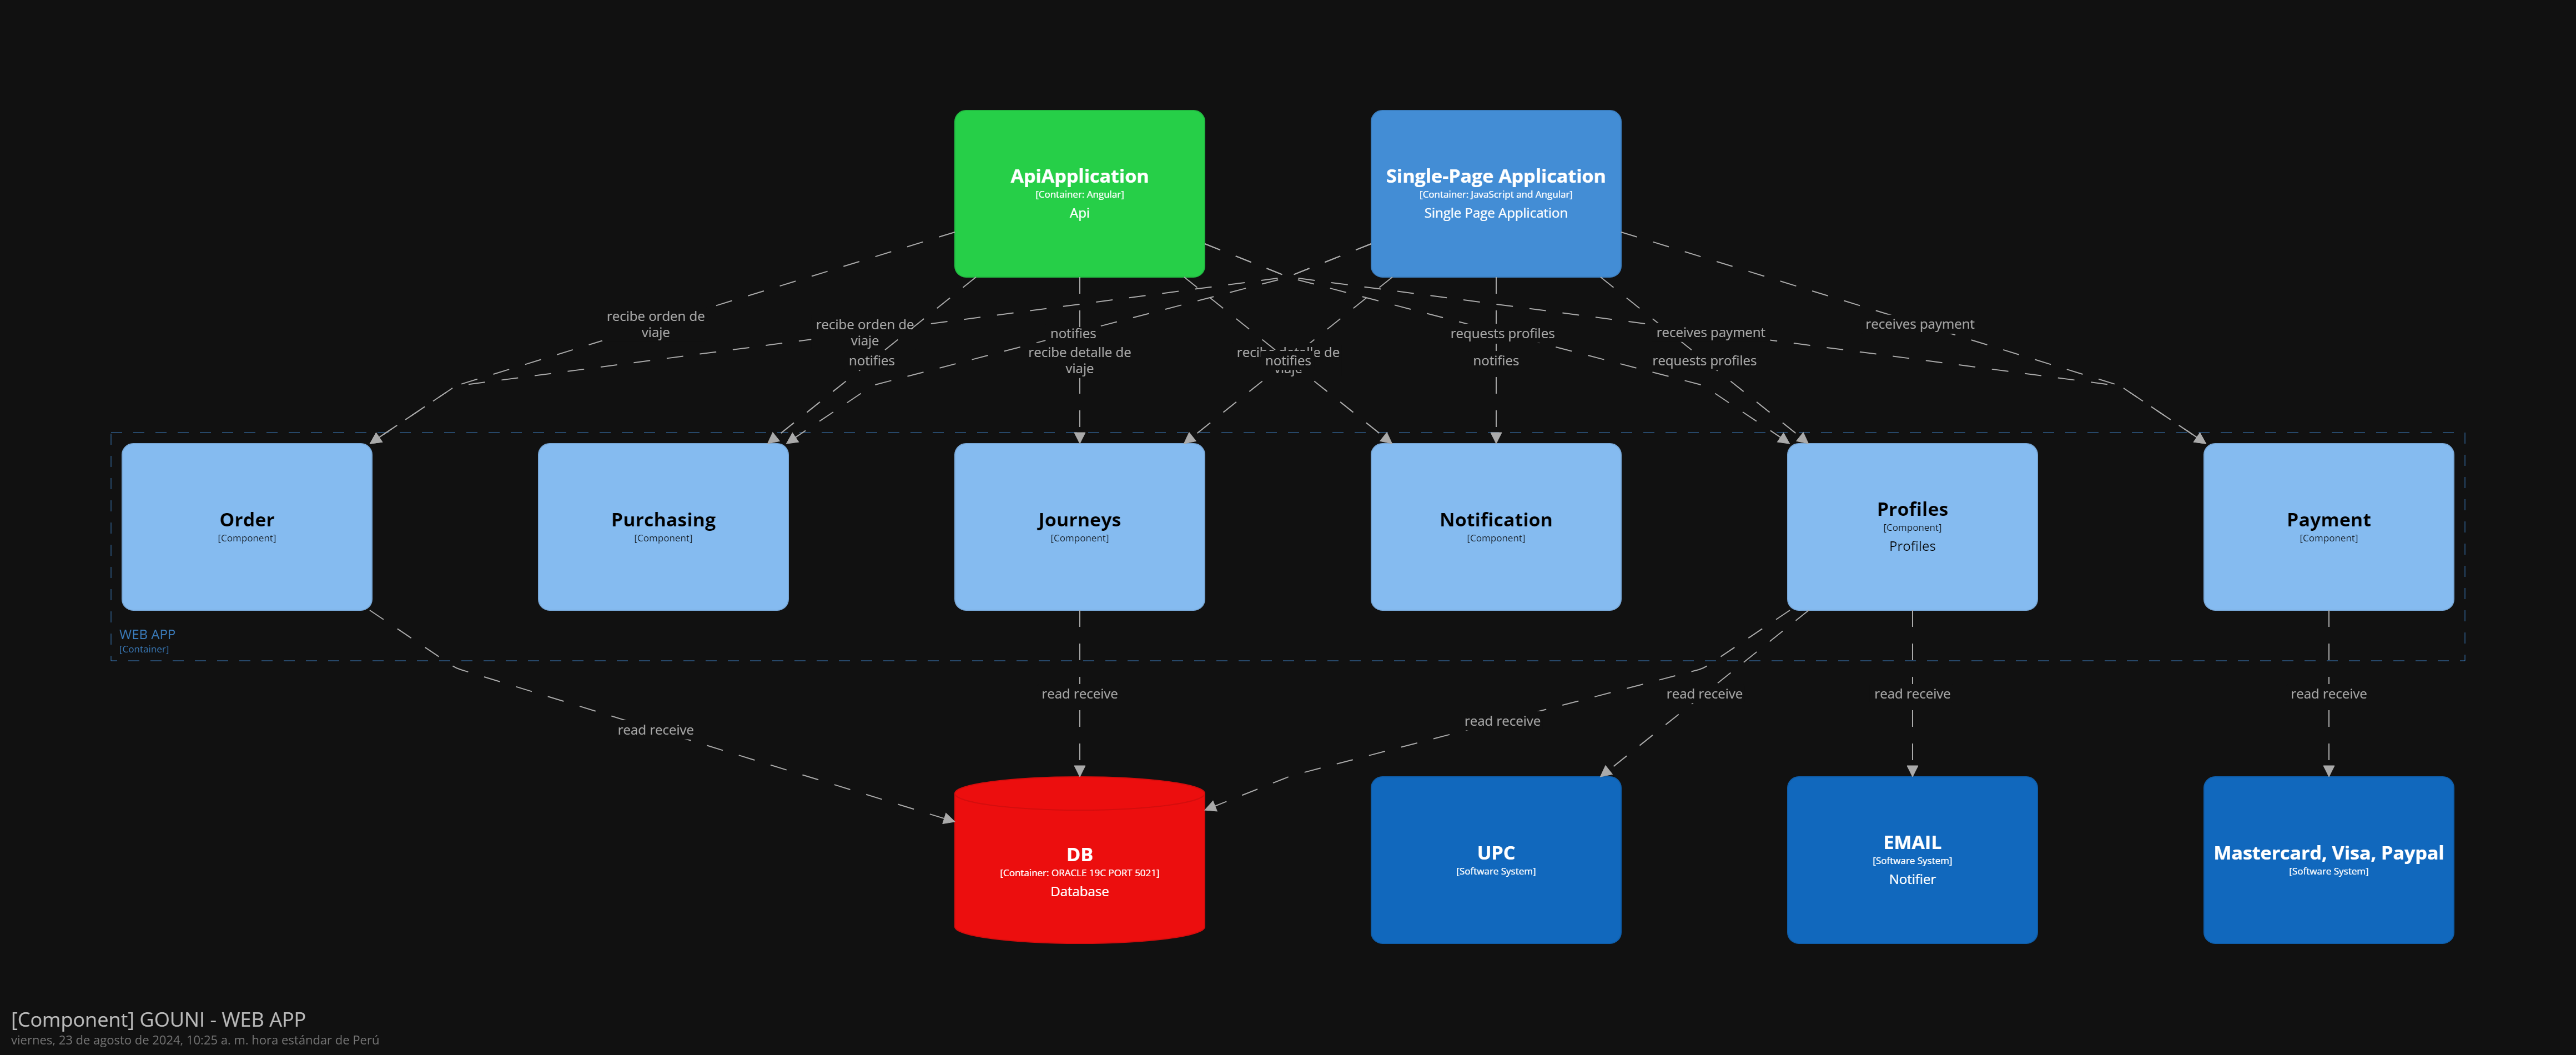 ApiApplication
[Container: Angular]
Api
Single-Page Application
[Container: JavaScript and Angular]
Single Page Application
recibe orden de
viaje
recibe orden de
viaje
notifies
notifies
recibe detalle de
viaje
de
notifies
requests profiles
notifies
receives payment
requests profiles
receives payment
Order
[Component]
Purchasing
[Component]
Journeys
[Component]
Notification
[Component]
Profiles
[Component]
Profiles
Payment
[Component]
WEB APP
[Container]
read receive
read receive
read receive
read receive
read receive
read receive
DB
[Container: ORACLE 19C PORT 5021]
Database
UPC
[Software System]
EMAIL
[Software System]
Notifier
Mastercard, Visa, Paypal
[Software System]
[Component] GOUNI - WEB APP
viernes, 23 de agosto de 2024, 10:25 a. m. hora estándar de Perú